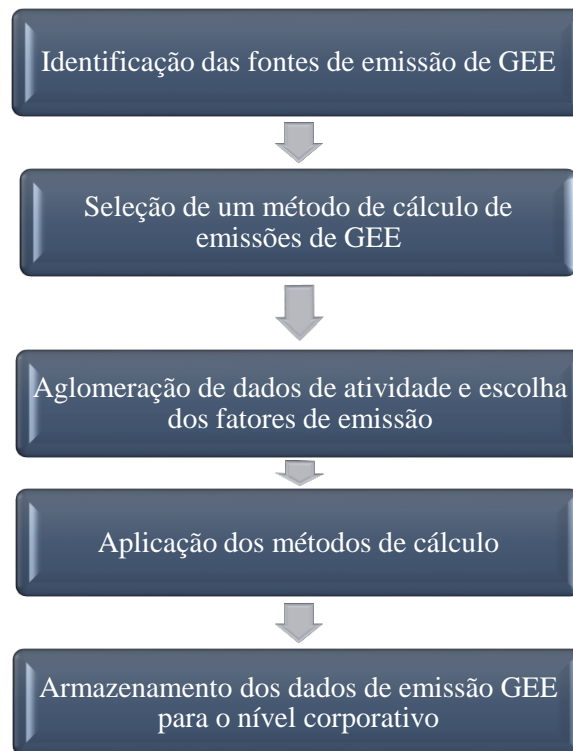 Identificação das fontes de emissão de GEE
Seleção de um método de cálculo de
emissões de GEE
Aglomeração de dados de atividade e escolha
dos fatores de emissão
Aplicação dos métodos de cálculo
Armazenamento dos dados de emissão GEE
para o nível corporativo